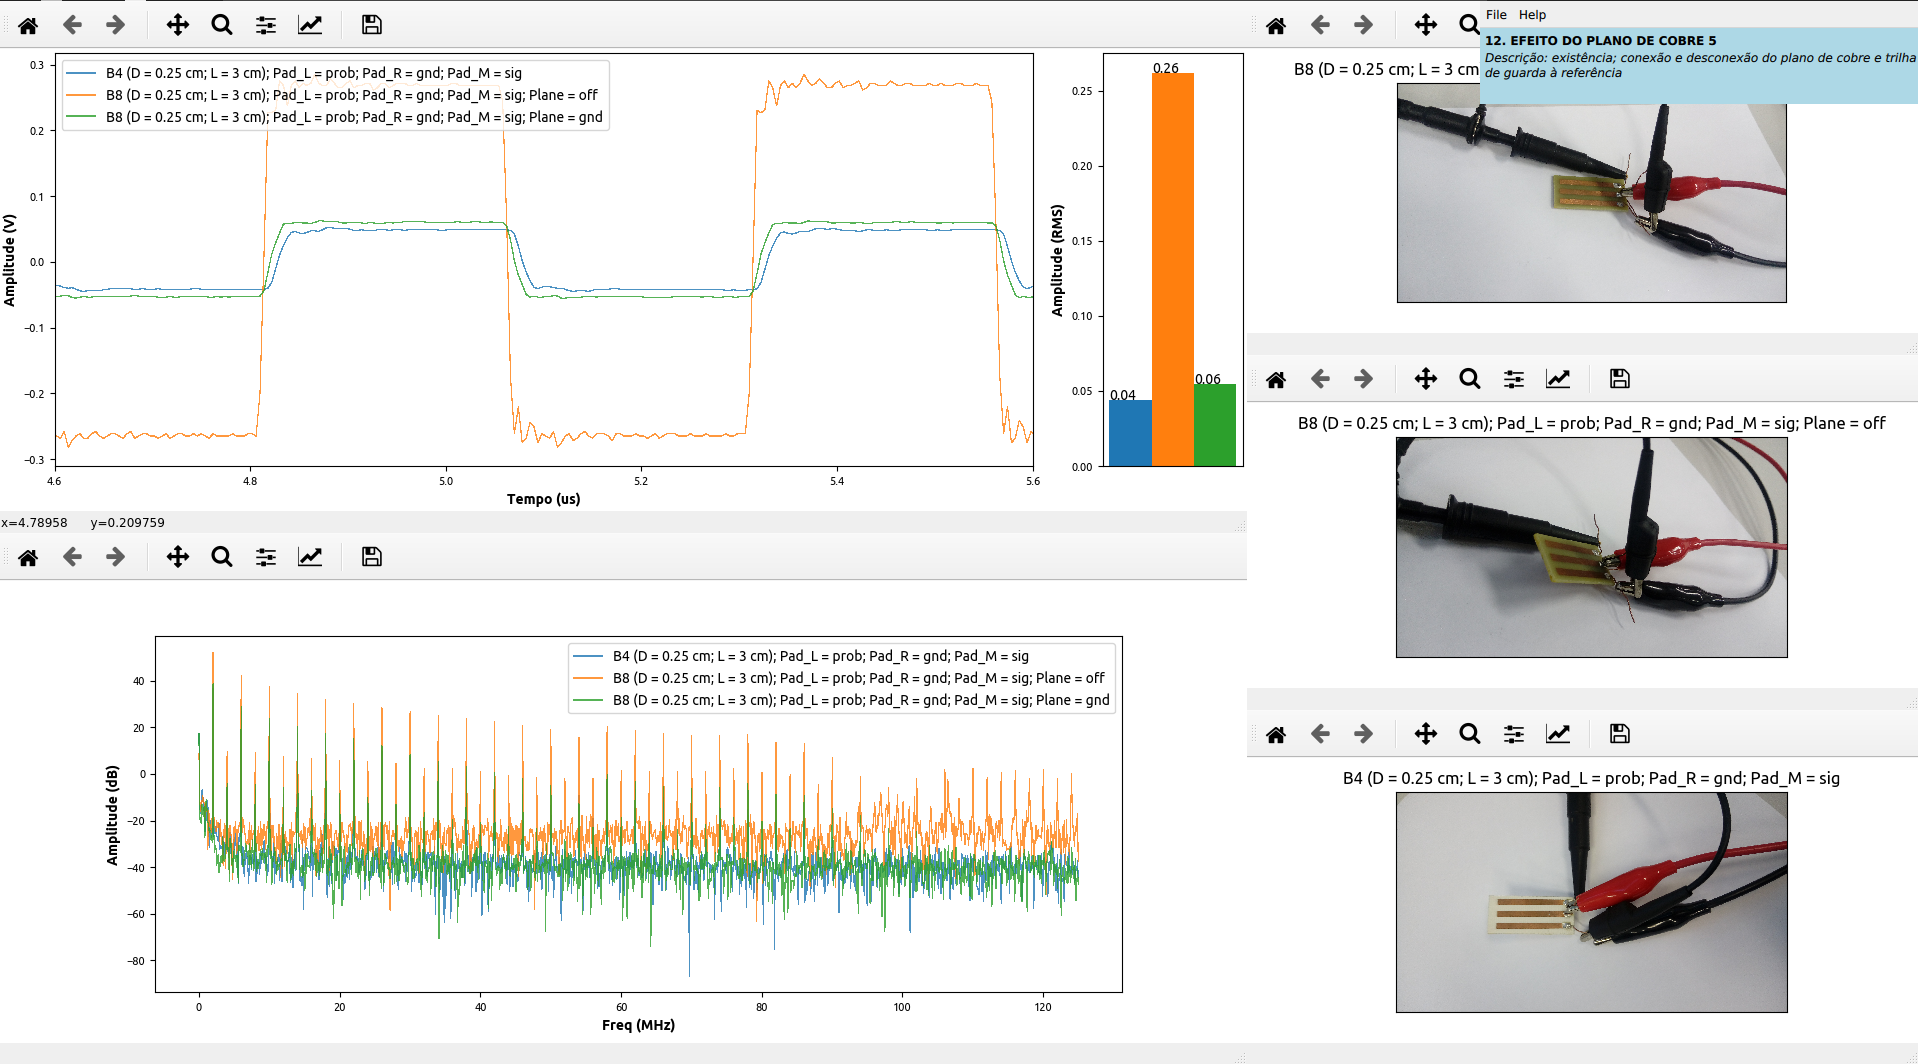 File Help
12. EFEITO DO PLANO DE COBRE 5
Descrição: existência; conexão e desconexão do plano de cobre e trilha
de guarda à referência
B4 (D = 0.25 cm; L = 3 cm); Pad_L = prob; Pad_R = gnd; Pad_M = sig
B8 (D = 0.25 cm; L = 3 cm); Pad_L = prob; Pad_R = gnd; Pad_M = sig; Plane = off
B8 (D = 0.25 cm; L = 3 cm); Pad_L = prob; Pad_R = gnd; Pad_M = sig; Plane = gnd
Amplitude (V)
0.3
0.2
0.1
0.0
−0.1
−0.2
−0.3
4.6 4.8 5.0 5.2 5.4 5.6
Tempo (us)
x=4.78958 y=0.209759
Amplitude (RMS)
0.25
0.20
0.15
0.10
0.05
0.00
0.04 0.26 0.06
B8 (D = 0.25 cm; L = 3 cm
B8 (D = 0.25 cm; L = 3 cm); Pad_L = prob; Pad_R = gnd; Pad_M = sig; Plane = off
B4 (D = 0.25 cm; L = 3 cm); Pad_L = prob; Pad_R = gnd; Pad_M = sig
B4 (D = 0.25 cm; L = 3 cm); Pad_L = prob; Pad_R = gnd; Pad_M = sig
B8 (D = 0.25 cm; L = 3 cm); Pad_L = prob; Pad_R = gnd; Pad_M = sig; Plane = off
B8 (D = 0.25 cm; L = 3 cm); Pad_L = prob; Pad_R = gnd; Pad_M = sig; Plane = gnd
Amplitude (dB)
40
20
0
−20
−40
−60
−80
0 20 40 60 80 100 120
Freq (MHz)